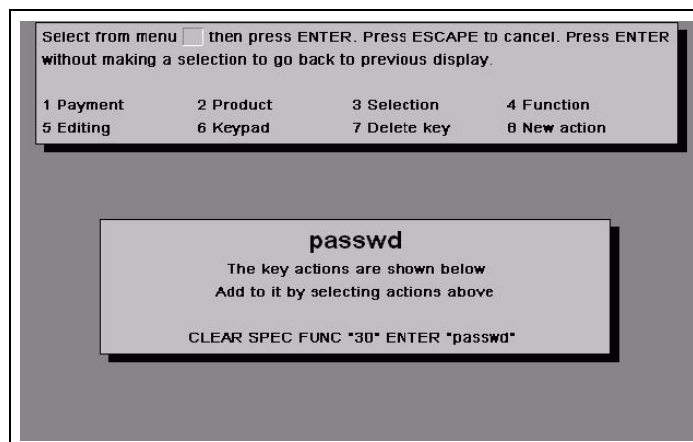 Select from menu then press ENTER. Press ESCAPE to cancel. Press ENTER
without making a selection to go back to previous display.
1 Payment 2 Product 3 Selection 4 Function
5 Editing 6 Keypad 7 Delete key 8 New action
passwd
The key actions are shown below
Add to it by selecting actions above
CLEAR SPEC FUNC "30" ENTER "passwd"